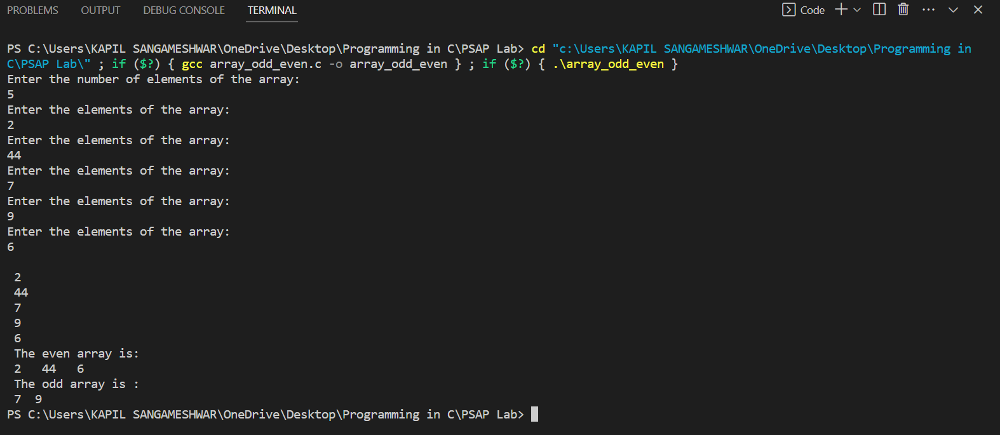 PROBLEMS OUTPUT DEBUG CONSOLE TERMINAL Code
PS C:\Users\KAPIL SANGAMESHWAR\OneDrive\Desktop\Programming in C\PSAP Lab> cd "c:\Users\KAPIL SANGAMESHWAR\OneDrive\Desktop\Programming in
C\PSAP Lab\" ; if ($?) { gcc array_odd_even.c -o array_odd_even } ; if ($?) { .\array_odd_even }
Enter the number of elements of the array:
5
Enter the elements of the array:
2
Enter the elements of the array:
44
Enter the elements of the array:
7
Enter the elements of the array:
9
Enter the elements of the array:
6
2
44
7
9
6
The even array is:
2   44   6
The odd array is :
7  9
PS C:\Users\KAPIL SANGAMESHWAR\OneDrive\Desktop\Programming in C\PSAP Lab>